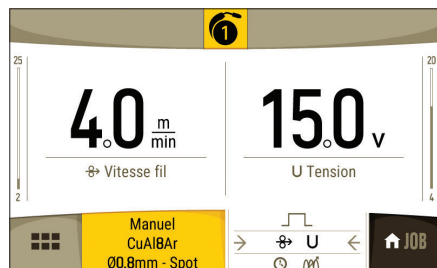 1
25
20
4.0 m/min
15.0 v
Vitesse fil
U Tension
2
4
Manuel
CuAl8Ar
Ø0.8mm - Spot
U
JOB